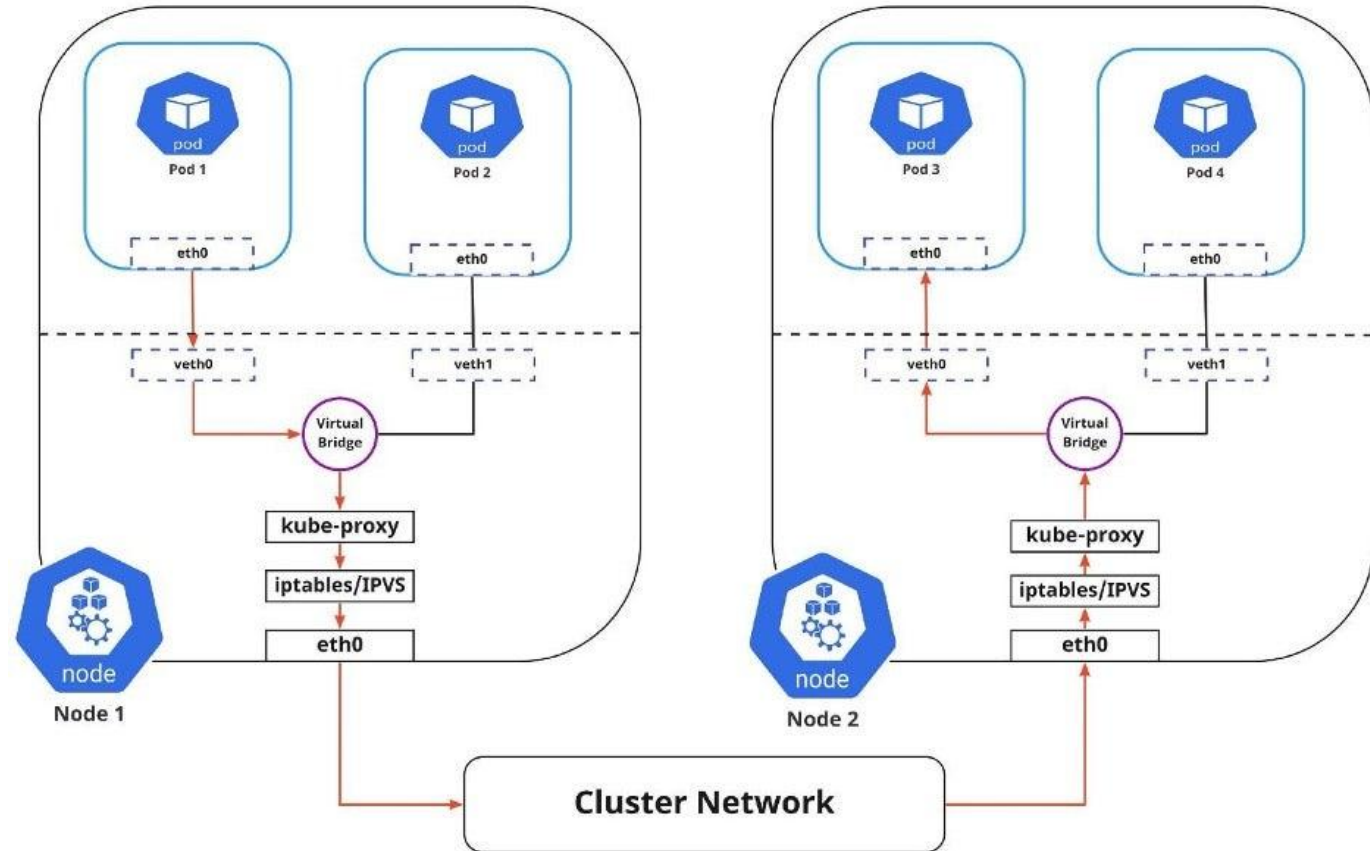 pod
Pod 1
eth0
pod
Pod 2
eth0
veth0
veth1
Virtual
Bridge
kube-proxy
iptables/IPVS
eth0
node
Node 1
pod
Pod 3
eth0
pod
Pod 4
eth0
veth0
veth1
Virtual
Bridge
kube-proxy
iptables/IPVS
eth0
node
Node 2
Cluster Network